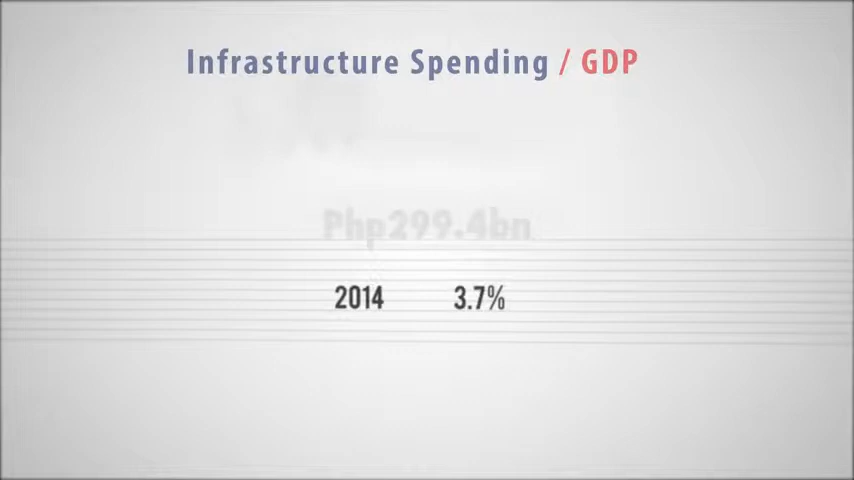 Infrastructure Spending / GDP
Php299.4bn
2014 3.7%